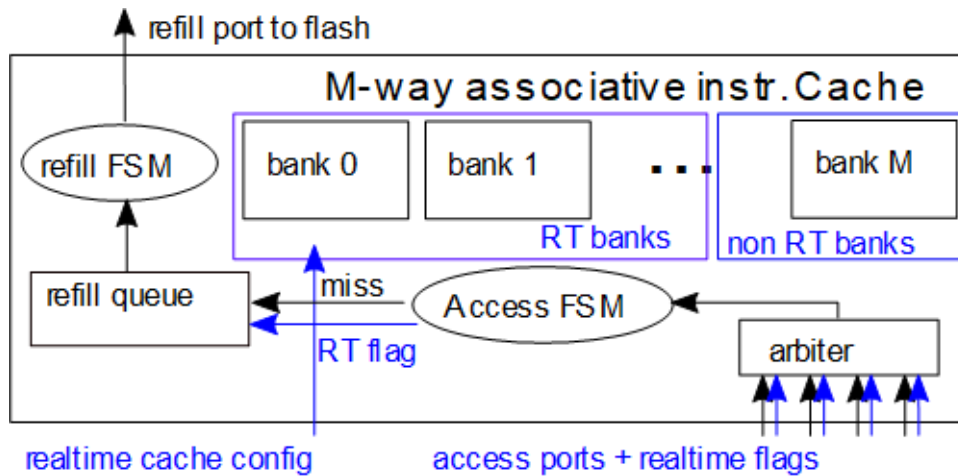 refill port to flash
M-way associative instr.Cache
refill FSM
bank 0
bank 1
...
bank M
RT banks
non RT banks
refill queue
miss
Access FSM
RT flag
arbiter
realtime cache config
access ports + realtime flags